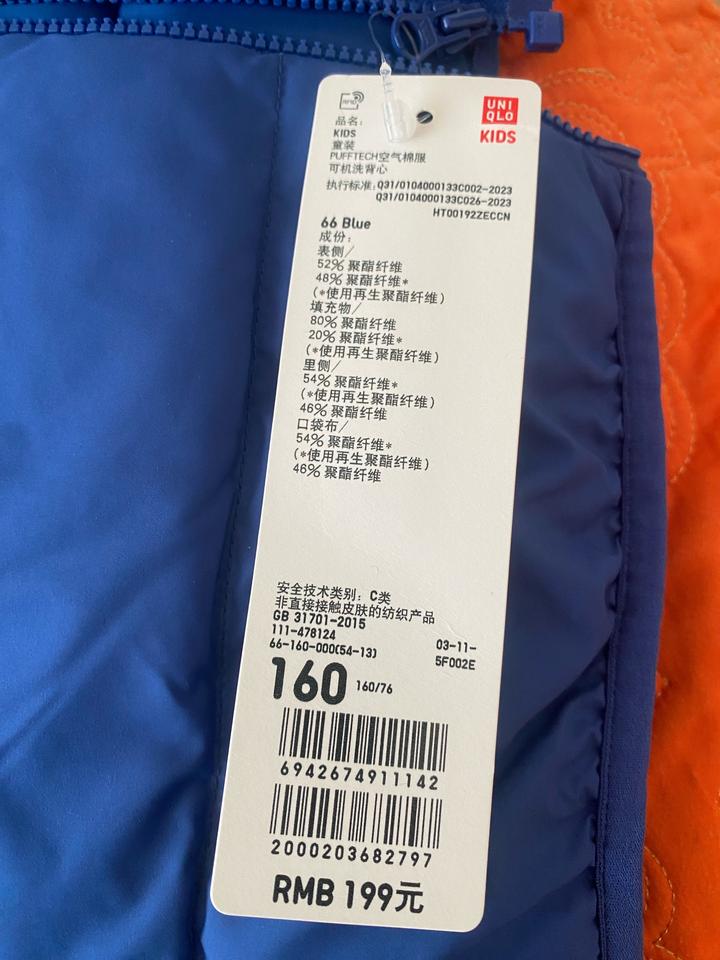 RFID
UNI
QLO
KIDS
品名:
KIDS
童装
PUFFTECH空气棉服
可机洗背心
执行标准:Q31/0104000133C002-2023
Q31/0104000133C026-2023
HT00192ZECCN
66 Blue
成份:
表侧/
52% 聚酯纤维
48% 聚酯纤维*
(*使用再生聚酯纤维)
填充物/
80% 聚酯纤维
20% 聚酯纤维*
(*使用再生聚酯纤维)
里侧/
54% 聚酯纤维*
(*使用再生聚酯纤维)
46% 聚酯纤维
口袋布/
54% 聚酯纤维*
(*使用再生聚酯纤维)
46% 聚酯纤维
安全技术类别: C类
非直接接触皮肤的纺织产品
GB 31701-2015
111-478124
66-160-000(54-13)
03-11-
5F002E
160 160/76
6942674911142
2000203682797
RMB 199元